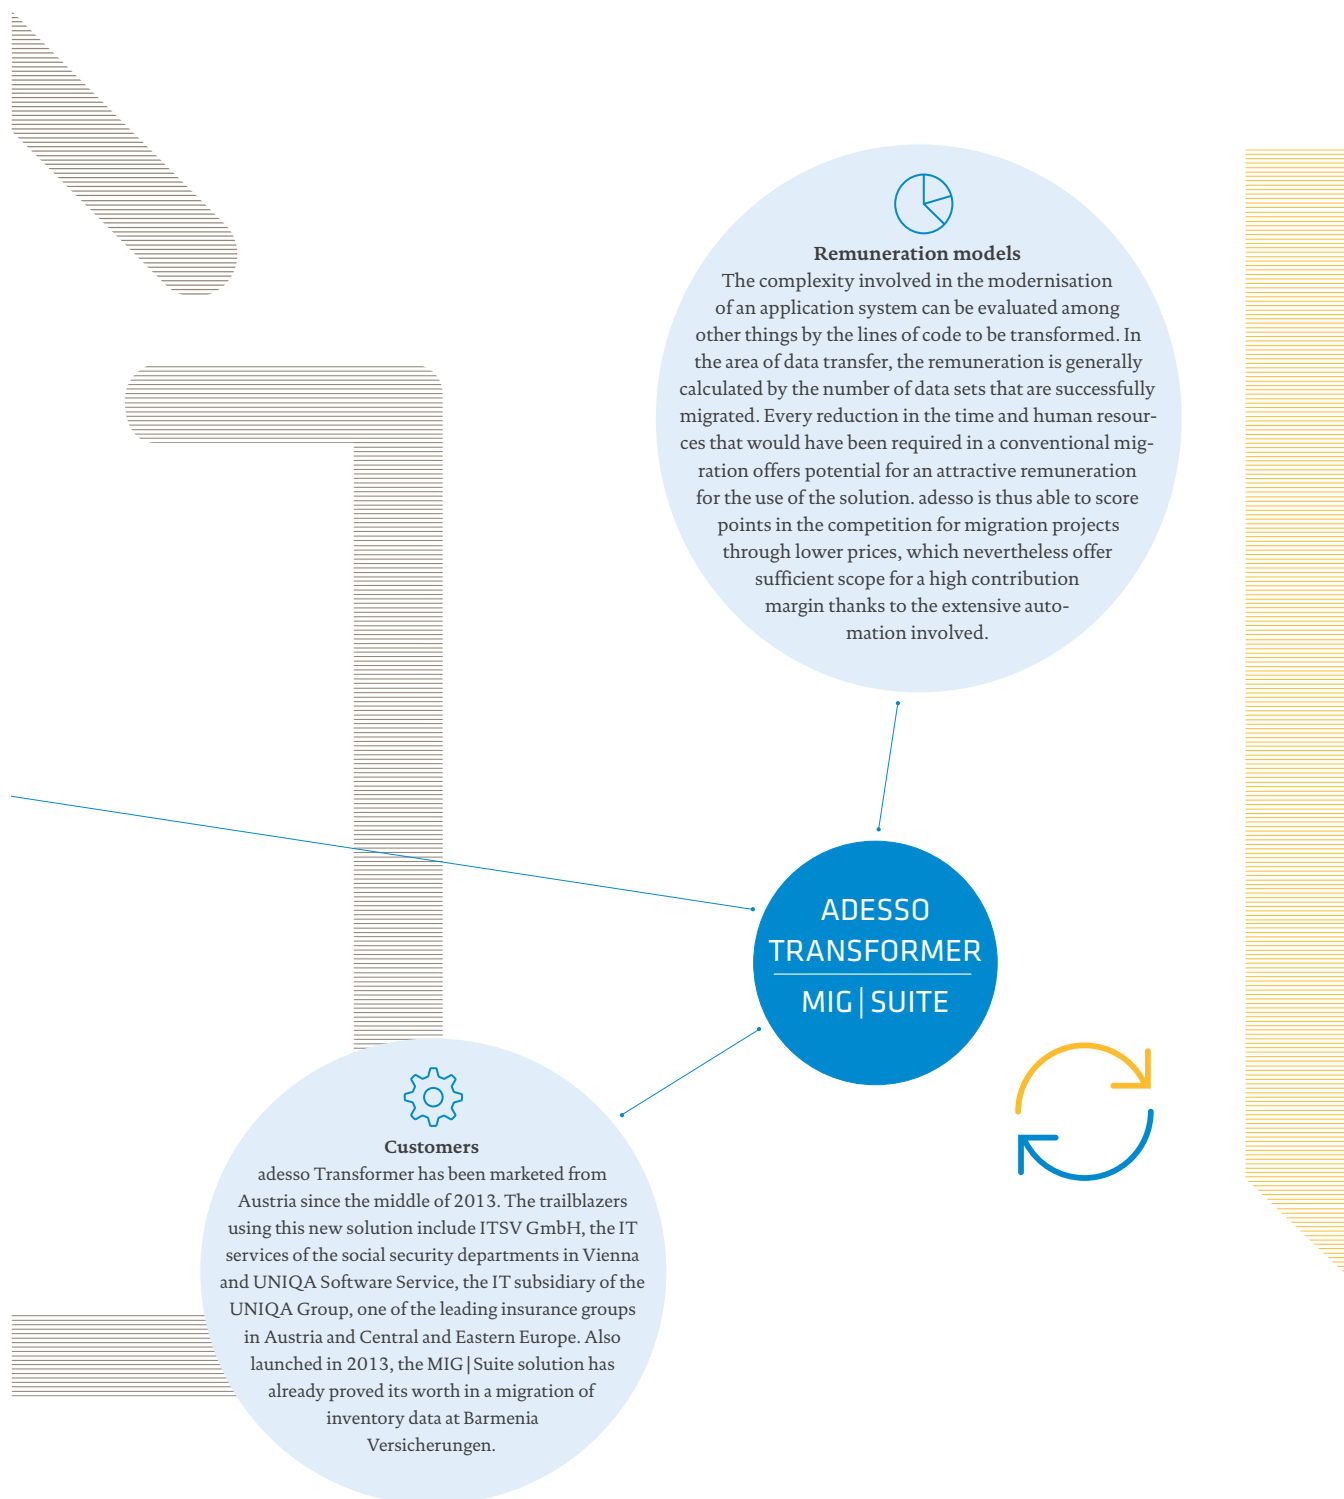 Remuneration models
The complexity involved in the modernisation
of an application system can be evaluated among
other things by the lines of code to be transformed. In
the area of data transfer, the remuneration is generally
calculated by the number of data sets that are successfully
migrated. Every reduction in the time and human resour-
ces that would have been required in a conventional mig-
ration offers potential for an attractive remuneration
for the use of the solution. adesso is thus able to score
points in the competition for migration projects
through lower prices, which nevertheless offer
sufficient scope for a high contribution
margin thanks to the extensive auto-
mation involved.
ADESSO
TRANSFORMER
MIG|SUITE
Customers
adesso Transformer has been marketed from
Austria since the middle of 2013. The trailblazers
using this new solution include ITSV GmbH, the IT
services of the social security departments in Vienna
and UNIQA Software Service, the IT subsidiary of the
UNIQA Group, one of the leading insurance groups
in Austria and Central and Eastern Europe. Also
launched in 2013, the MIG|Suite solution has
already proved its worth in a migration of
inventory data at Barmenia
Versicherungen.